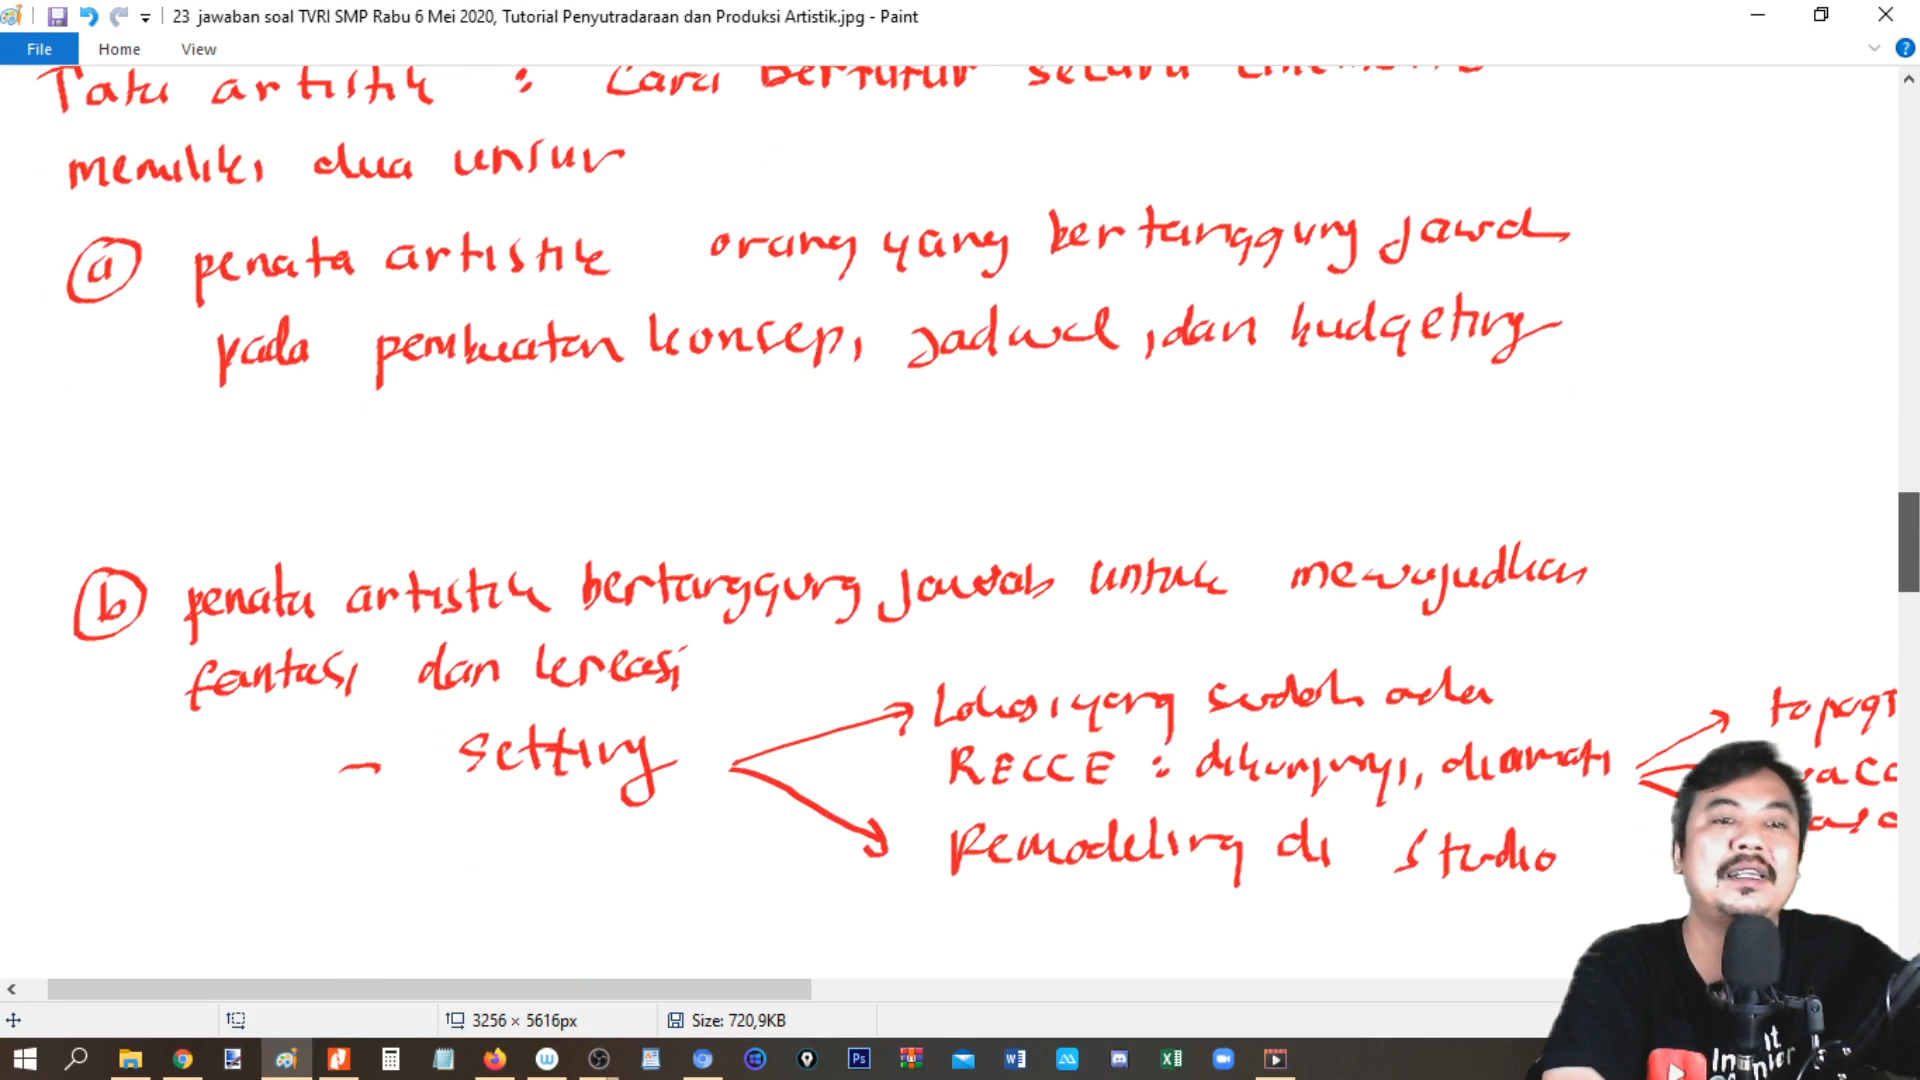 23 jawaban soal TVRI SMP Rabu 6 Mei 2020, Tutorial Penyutradaraan dan Produksi Artistik.jpg - Paint
File Home View
Tata artistik : Cara bertutur secara
memiliki dua unsur
a penata artistik orang yang bertanggung jawab
pada pembuatan konsep, jadwal, dan budgeting
b penata artistik bertanggung jawab untuk mewujudkan
fantasi dan kreasi
- setting
Lokasi yang sudah ada
RECCE : dikunjungi, diamati
Remodeling di studio
topogr
3256 × 5616px
Size: 720,9KB